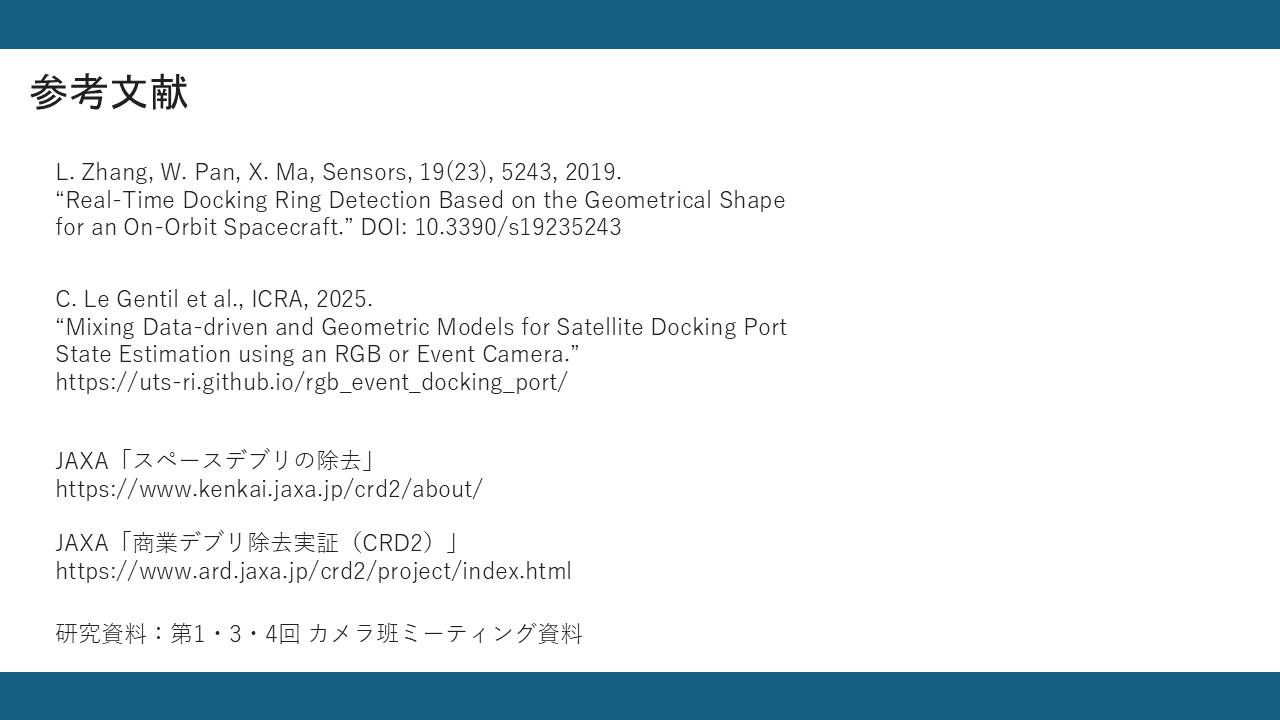 参考文献
L. Zhang, W. Pan, X. Ma, Sensors, 19(23), 5243, 2019.
“Real-Time Docking Ring Detection Based on the Geometrical Shape
for an On-Orbit Spacecraft.” DOI: 10.3390/s19235243
C. Le Gentil et al., ICRA, 2025.
“Mixing Data-driven and Geometric Models for Satellite Docking Port
State Estimation using an RGB or Event Camera.”
https://uts-ri.github.io/rgb_event_docking_port/
JAXA「スペースデブリの除去」
https://www.kenkai.jaxa.jp/crd2/about/
JAXA「商業デブリ除去実証（CRD2）」
https://www.ard.jaxa.jp/crd2/project/index.html
研究資料：第1・3・4回 カメラ班ミーティング資料